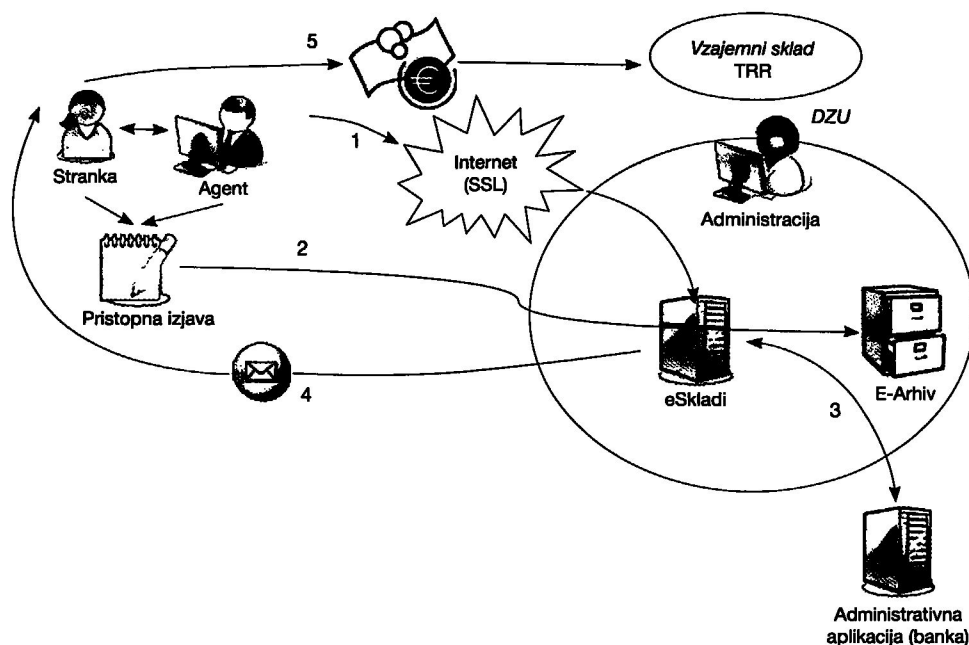 5
Vzajemni sklad
TRR
DZU
1
Internet
(SSL)
Stranka
Agent
Administracija
2
Pristopna izjava
4
eSkladi
E-Arhiv
3
Administrativna
aplikacija (banka)